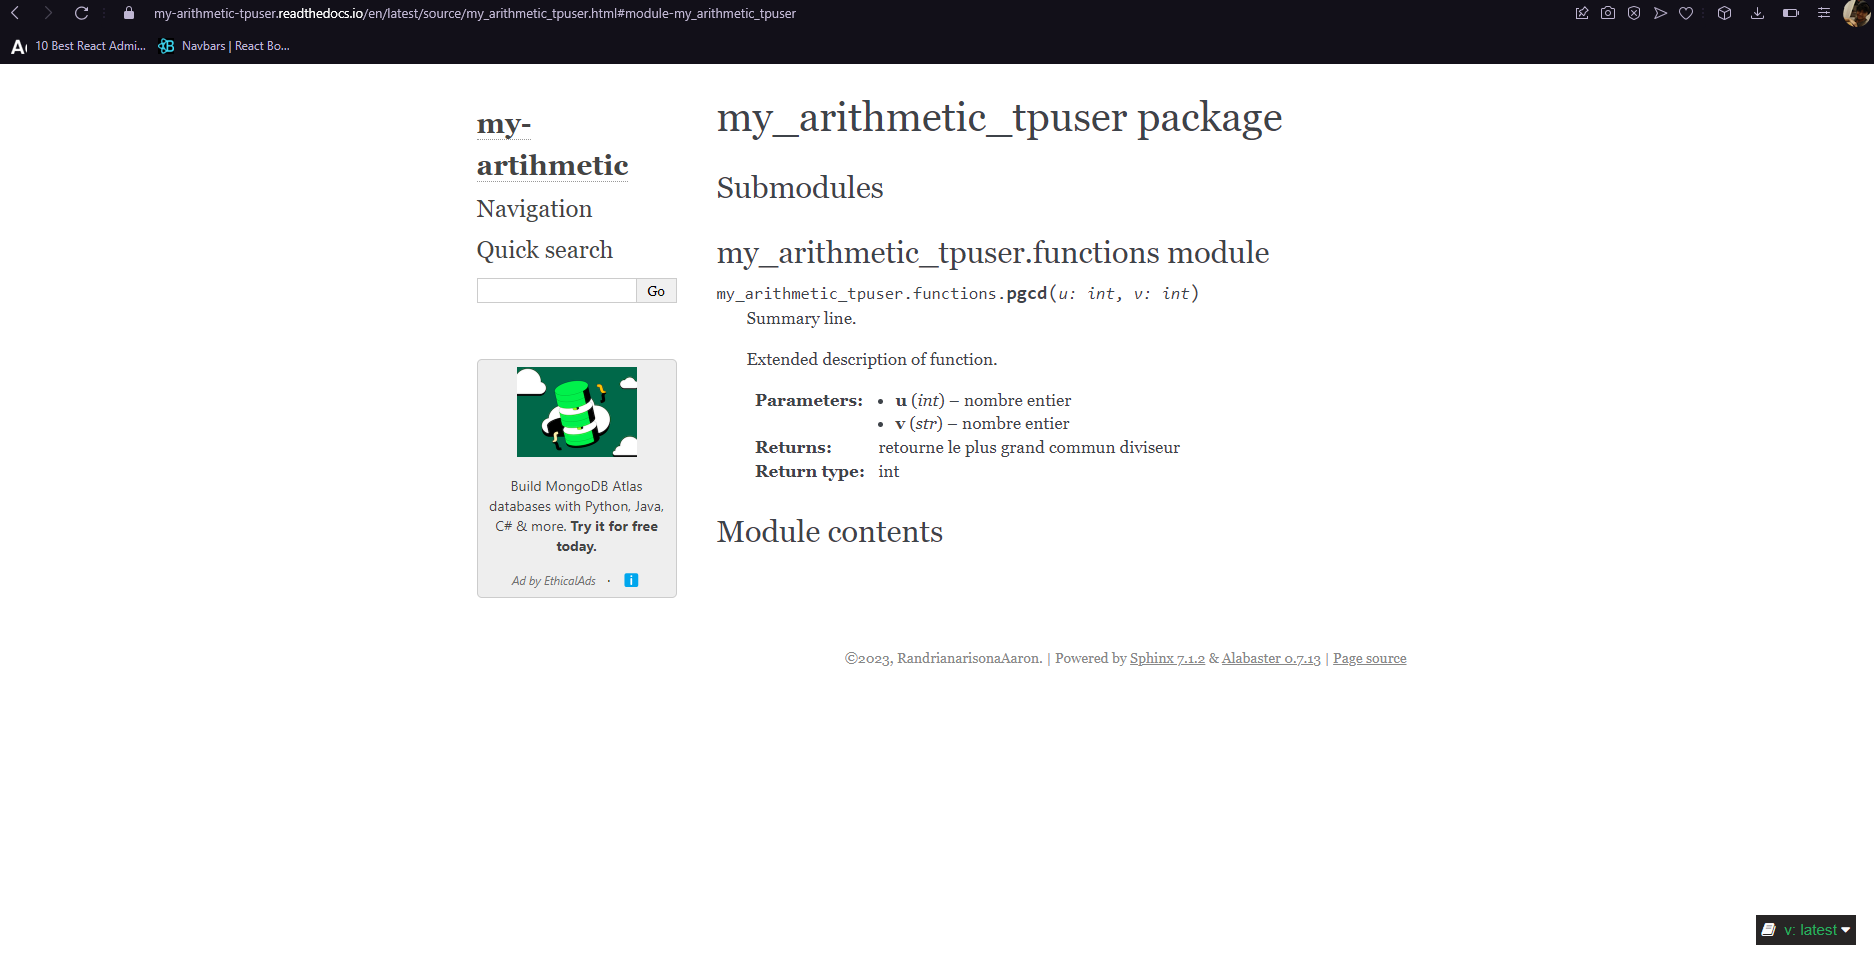 my-arithmetic-tpuser.readthedocs.io/en/latest/source/my_arithmetic_tpuser.html#module-my_arithmetic_tpuser
10 Best React Admi... Navbars | React Bo...
my-
artihmetic
Navigation
Quick search
Go
Build MongoDB Atlas
databases with Python, Java,
C# & more. Try it for free
today.
Ad by EthicalAds · i
my_arithmetic_tpuser package
Submodules
my_arithmetic_tpuser.functions module
my_arithmetic_tpuser.functions.pgcd(u: int, v: int)
Summary line.
Extended description of function.
Parameters: • u (int) – nombre entier
• v (str) – nombre entier
Returns: retourne le plus grand commun diviseur
Return type: int
Module contents
©2023, RandrianarisonaAaron. | Powered by Sphinx 7.1.2 & Alabaster 0.7.13 | Page source
v: latest